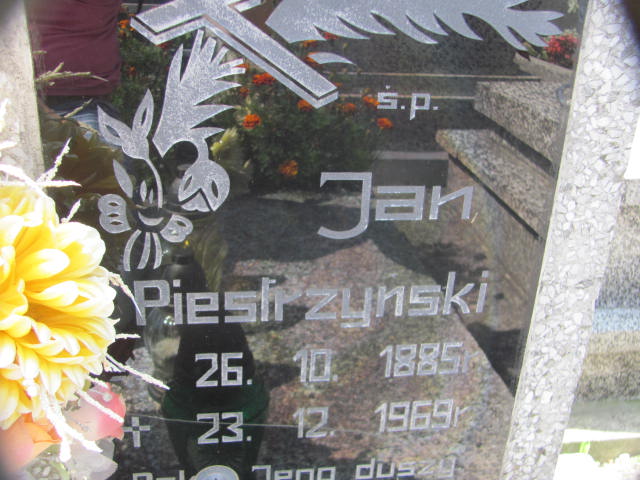 ś.p.
Jan
Piestrzynski
26. 10. 1885r
+ 23. 12. 1969r
Jego duszy